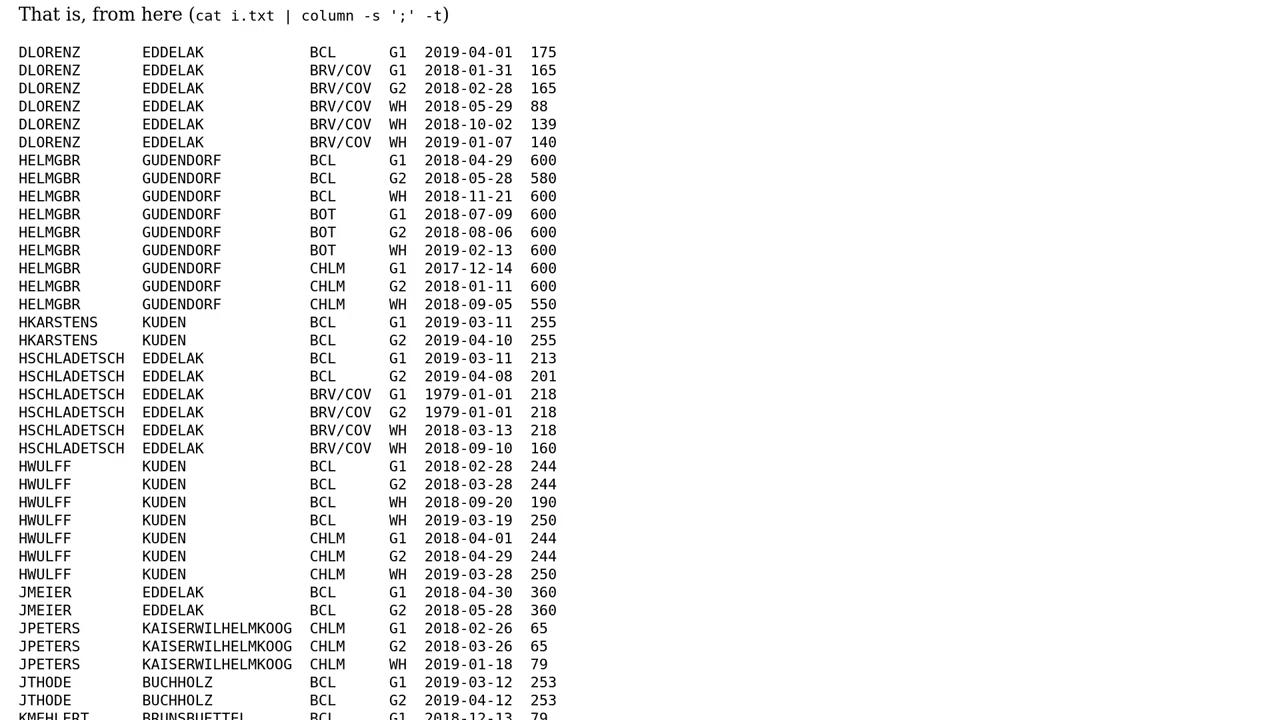 That is, from here (cat i.txt | column -s ';' -t)
DLORENZ EDDELAK BCL G1 2019-04-01 175
DLORENZ EDDELAK BRV/COV G1 2018-01-31 165
DLORENZ EDDELAK BRV/COV G2 2018-02-28 165
DLORENZ EDDELAK BRV/COV WH 2018-05-29 88
DLORENZ EDDELAK BRV/COV WH 2018-10-02 139
DLORENZ EDDELAK BRV/COV WH 2019-01-07 140
HELMGBR GUDENDORF BCL G1 2018-04-29 600
HELMGBR GUDENDORF BCL G2 2018-05-28 580
HELMGBR GUDENDORF BCL WH 2018-11-21 600
HELMGBR GUDENDORF BOT G1 2018-07-09 600
HELMGBR GUDENDORF BOT G2 2018-08-06 600
HELMGBR GUDENDORF BOT WH 2019-02-13 600
HELMGBR GUDENDORF CHLM G1 2017-12-14 600
HELMGBR GUDENDORF CHLM G2 2018-01-11 600
HELMGBR GUDENDORF CHLM WH 2018-09-05 550
HKARSTENS KUDEN BCL G1 2019-03-11 255
HKARSTENS KUDEN BCL G2 2019-04-10 255
HSCHLADETSCH EDDELAK BCL G1 2019-03-11 213
HSCHLADETSCH EDDELAK BCL G2 2019-04-08 201
HSCHLADETSCH EDDELAK BRV/COV G1 1979-01-01 218
HSCHLADETSCH EDDELAK BRV/COV G2 1979-01-01 218
HSCHLADETSCH EDDELAK BRV/COV WH 2018-03-13 218
HSCHLADETSCH EDDELAK BRV/COV WH 2018-09-10 160
HWULFF KUDEN BCL G1 2018-02-28 244
HWULFF KUDEN BCL G2 2018-03-28 244
HWULFF KUDEN BCL WH 2018-09-20 190
HWULFF KUDEN BCL WH 2019-03-19 250
HWULFF KUDEN CHLM G1 2018-04-01 244
HWULFF KUDEN CHLM G2 2018-04-29 244
HWULFF KUDEN CHLM WH 2019-03-28 250
JMEIER EDDELAK BCL G1 2018-04-30 360
JMEIER EDDELAK BCL G2 2018-05-28 360
JPETERS KAISERWILHELMKOOG CHLM G1 2018-02-26 65
JPETERS KAISERWILHELMKOOG CHLM G2 2018-03-26 65
JPETERS KAISERWILHELMKOOG CHLM WH 2019-01-18 79
JTHODE BUCHHOLZ BCL G1 2019-03-12 253
JTHODE BUCHHOLZ BCL G2 2019-04-12 253
KMEHLERT BRUNSBUETTEL BCL G1 2018-12-13 79